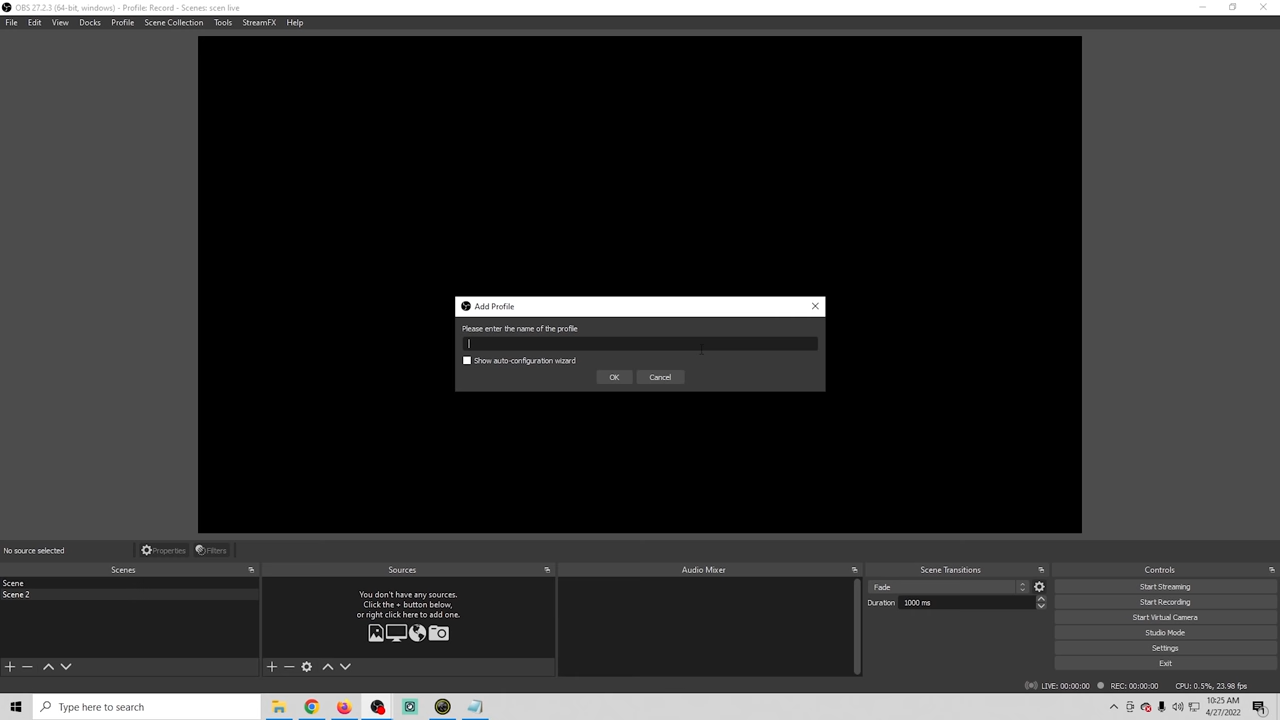 OBS 27.2.3 (64-bit, windows) - Profile: Record - Scenes: scen live
File Edit View Docks Profile Scene Collection Tools StreamFX Help
Add Profile
Please enter the name of the profile
Show auto-configuration wizard
OK Cancel
No source selected Properties Filters
Scenes Sources Audio Mixer Scene Transitions Controls
Scene
Scene 2
You don't have any sources.
Click the + button below,
or right click here to add one.
Fade
Duration 1000 ms
Start Streaming
Start Recording
Start Virtual Camera
Studio Mode
Settings
Exit
LIVE: 00:00:00 REC: 00:00:00 CPU: 0.5%, 23.98 fps
Type here to search
10:25 AM
4/27/2022
1